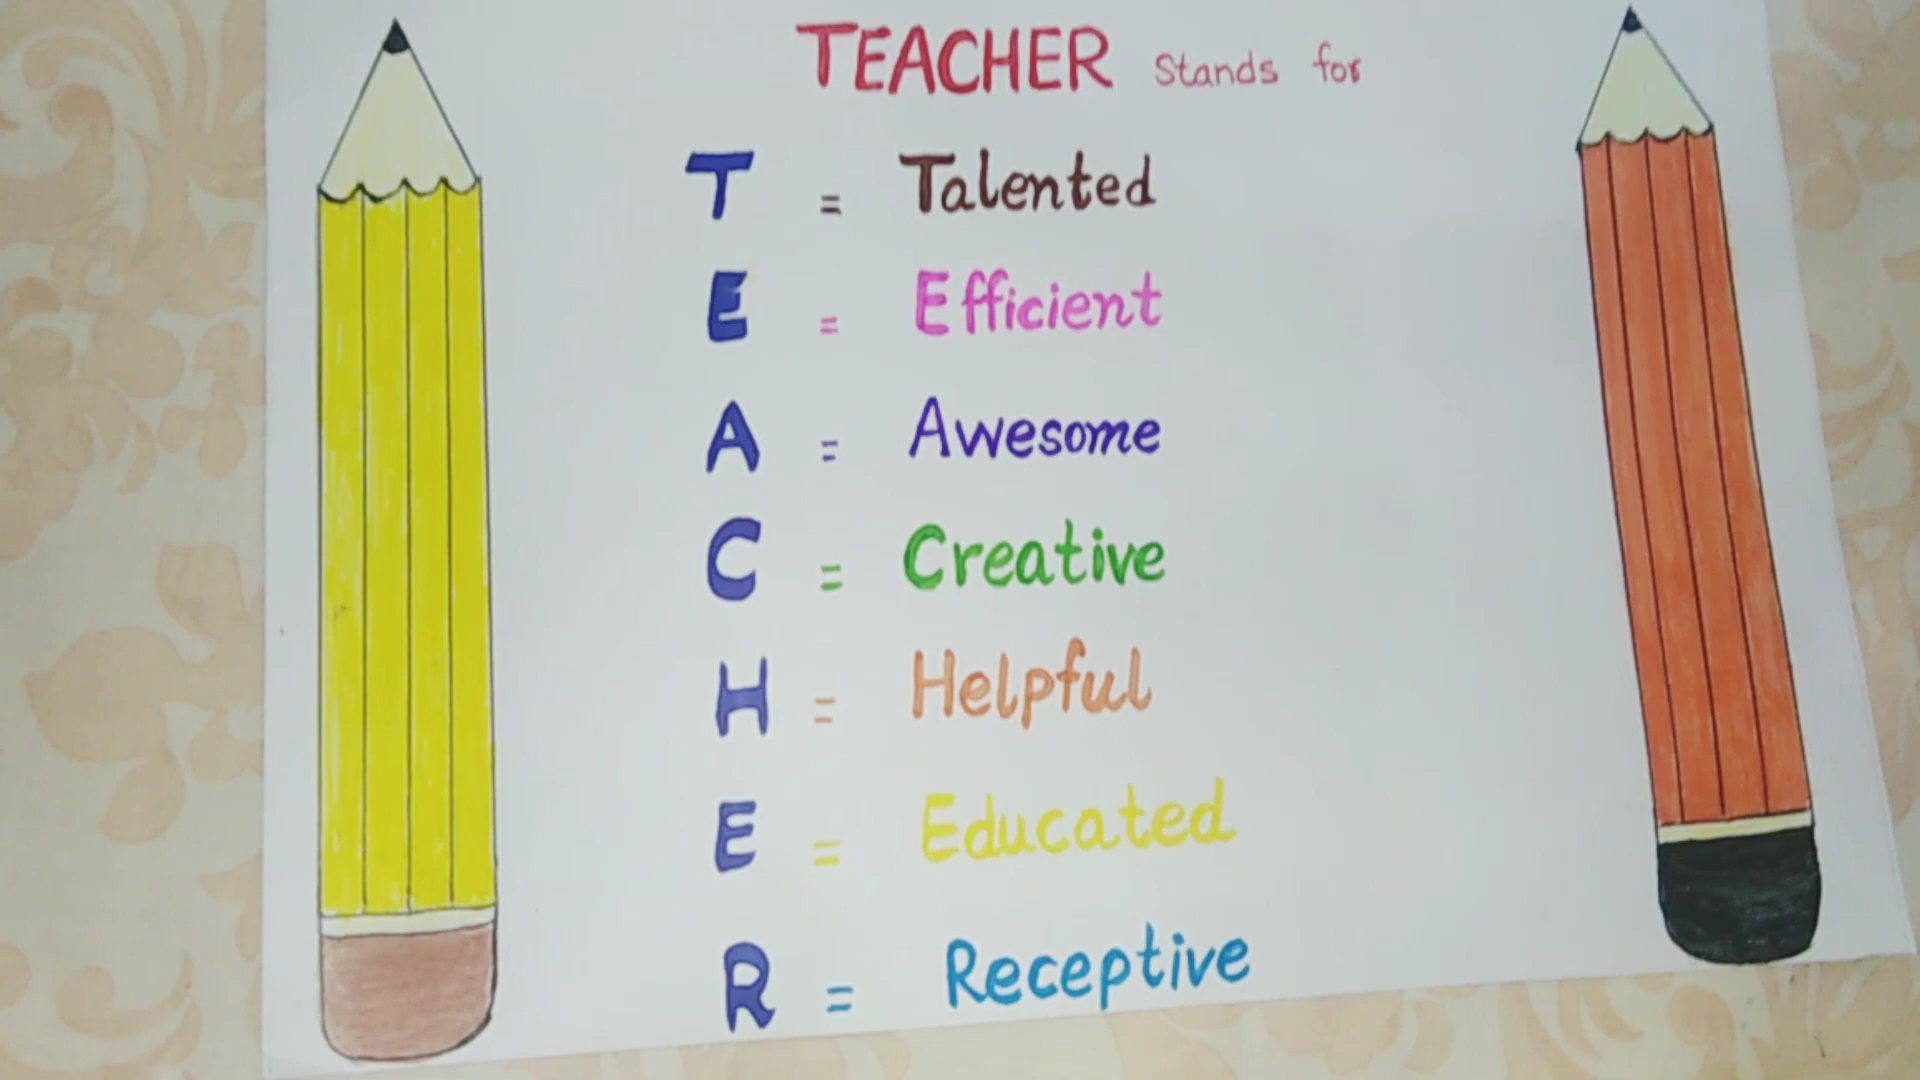 TEACHER Stands for
T = Talented
E = Efficient
A = Awesome
C = Creative
H = Helpful
E = Educated
R = Receptive